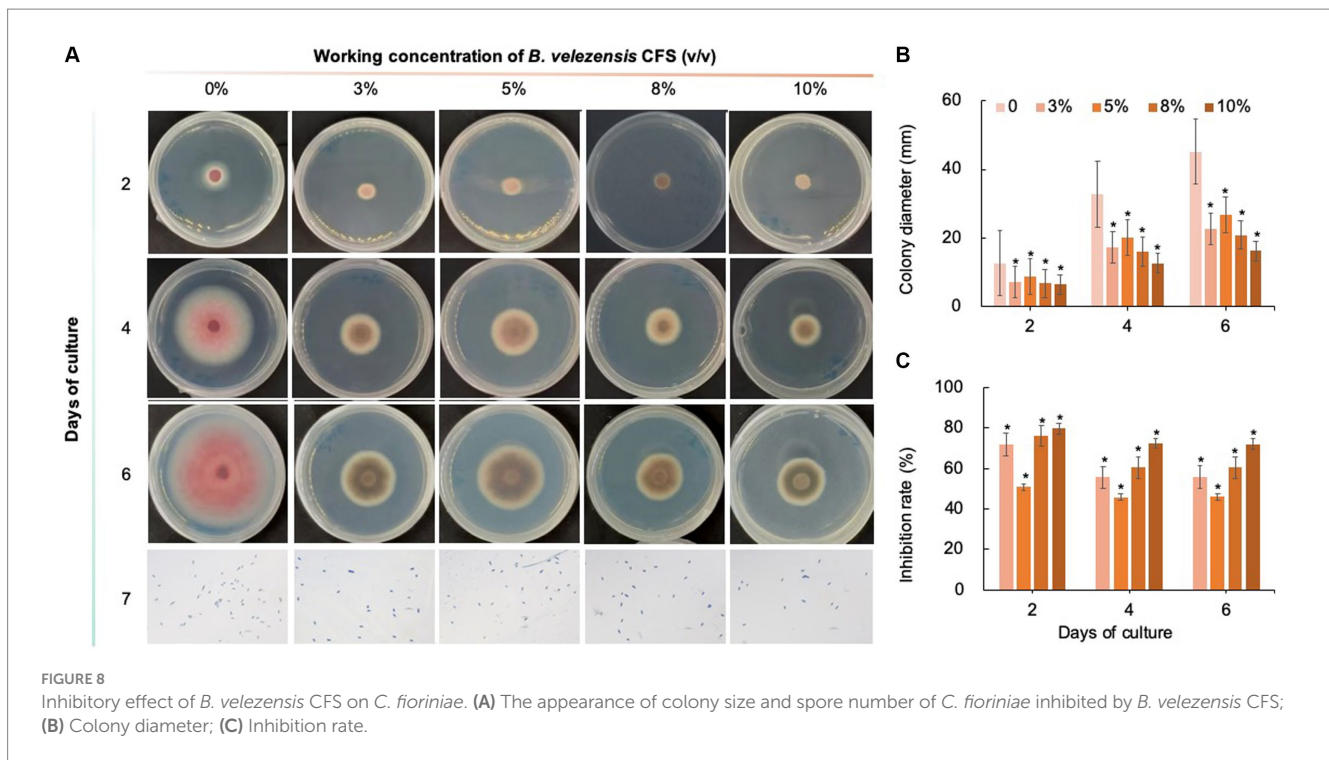 A
Working concentration of B. velezensis CFS (v/v)
0% 3% 5% 8% 10%
Days of culture
2
4
6
7
B
60
40
20
0
Colony diameter (mm)
0 3% 5% 8% 10%
* * * *
* * * *
* * * *
2 4 6
C
100
80
60
40
20
0
Inhibition rate (%)
* * * *
* * * *
* * * *
2 4 6
Days of culture
FIGURE 8
Inhibitory effect of B. velezensis CFS on C. fioriniae. (A) The appearance of colony size and spore number of C. fioriniae inhibited by B. velezensis CFS;
(B) Colony diameter; (C) Inhibition rate.